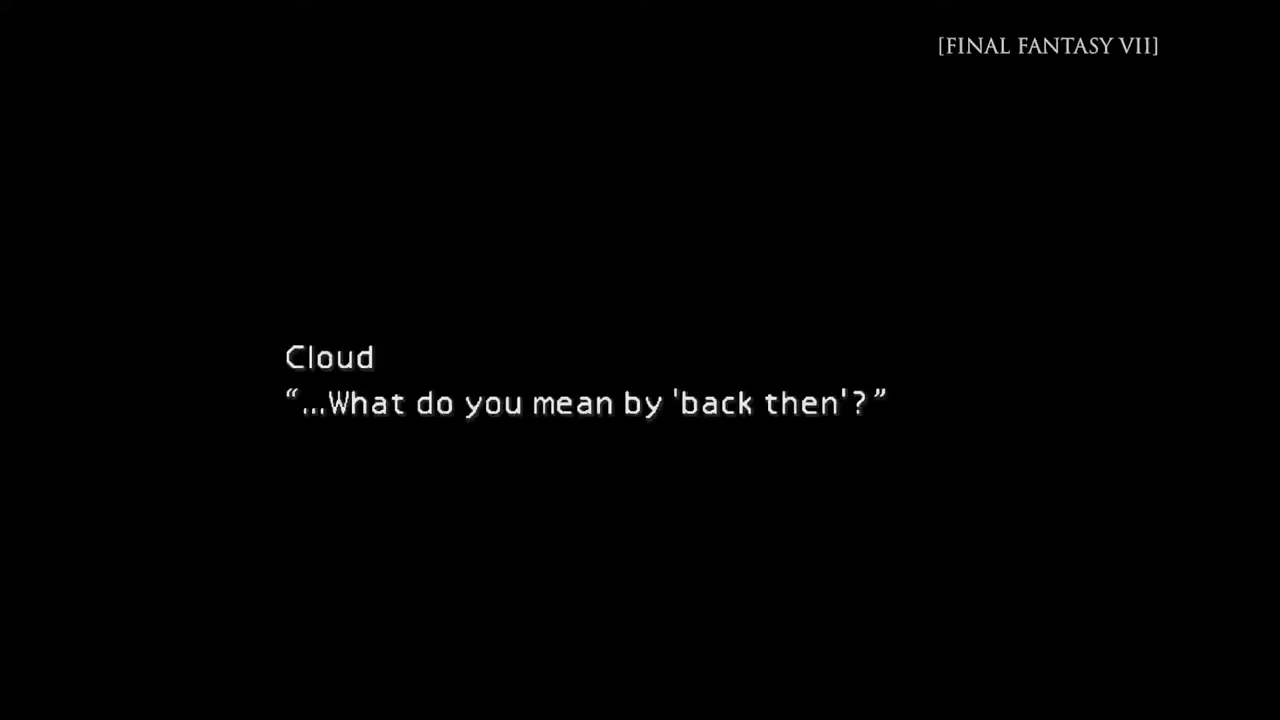 [FINAL FANTASY VII]
Cloud
“...What do you mean by 'back then'?”